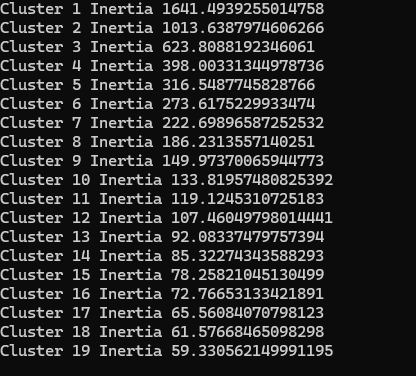 Cluster 1 Inertia 1641.4939255014758
Cluster 2 Inertia 1013.6387974606266
Cluster 3 Inertia 623.8088192346061
Cluster 4 Inertia 398.00331344978736
Cluster 5 Inertia 316.5487745828766
Cluster 6 Inertia 273.6175229933474
Cluster 7 Inertia 222.69896587252532
Cluster 8 Inertia 186.2313557140251
Cluster 9 Inertia 149.97370065944773
Cluster 10 Inertia 133.81957480825392
Cluster 11 Inertia 119.1245310725183
Cluster 12 Inertia 107.46049798014441
Cluster 13 Inertia 92.08337479757394
Cluster 14 Inertia 85.32274343588293
Cluster 15 Inertia 78.25821045130499
Cluster 16 Inertia 72.76653133421891
Cluster 17 Inertia 65.56084070798123
Cluster 18 Inertia 61.57668465098298
Cluster 19 Inertia 59.330562149991195